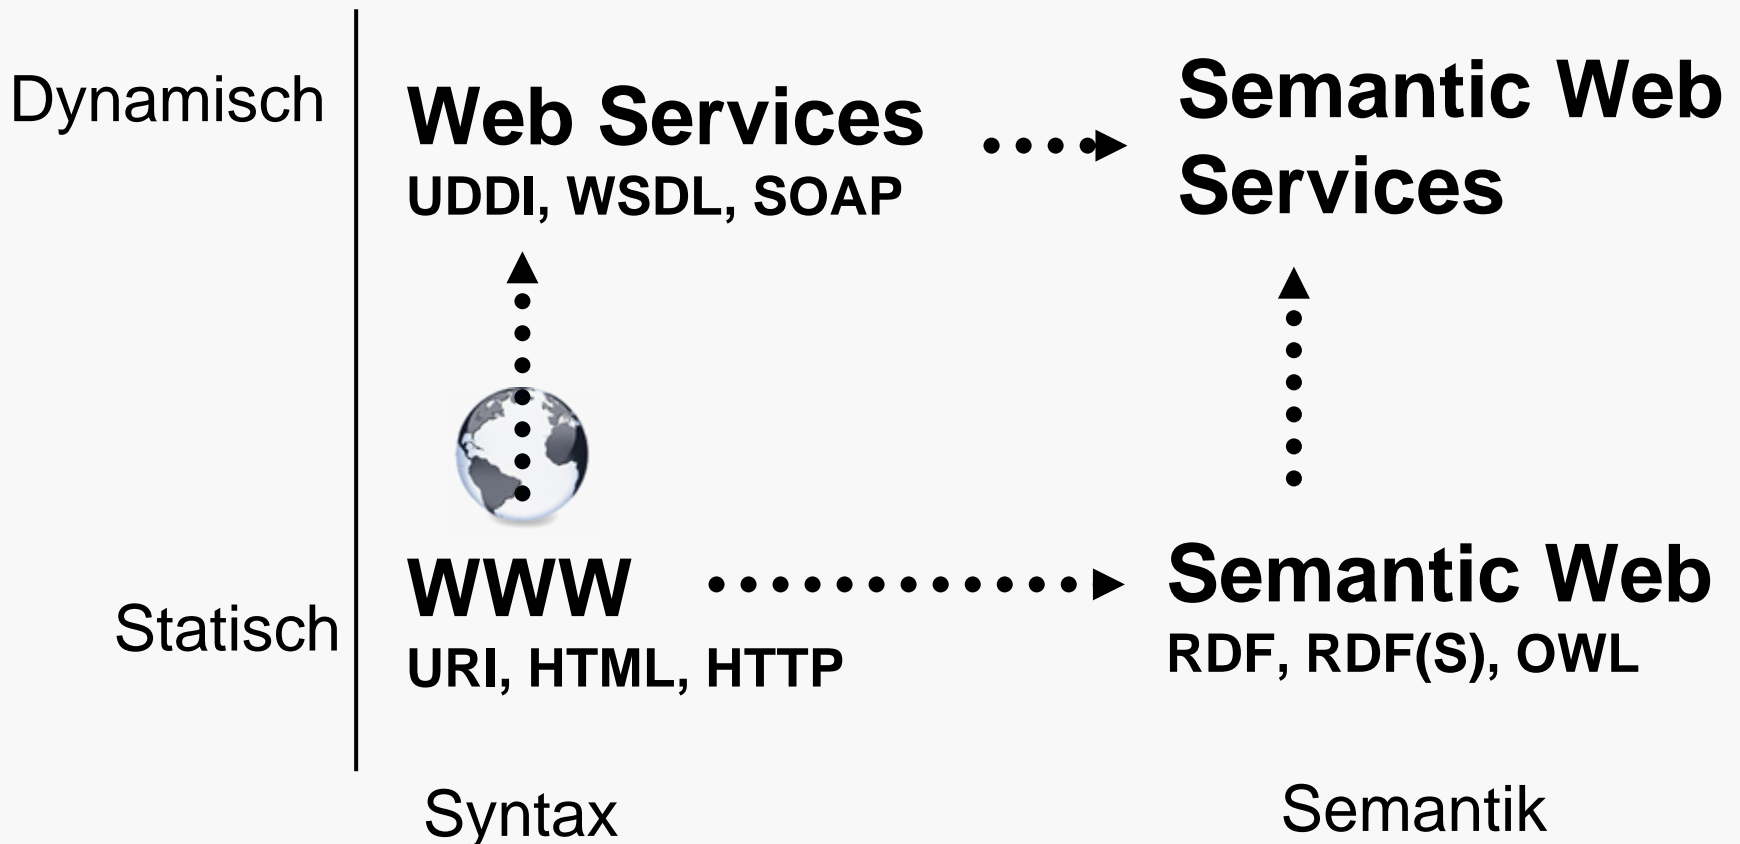 Dynamisch
Web Services
UDDI, WSDL, SOAP
Semantic Web
Services
Statisch
WWW
URI, HTML, HTTP
Semantic Web
RDF, RDF(S), OWL
Syntax
Semantik